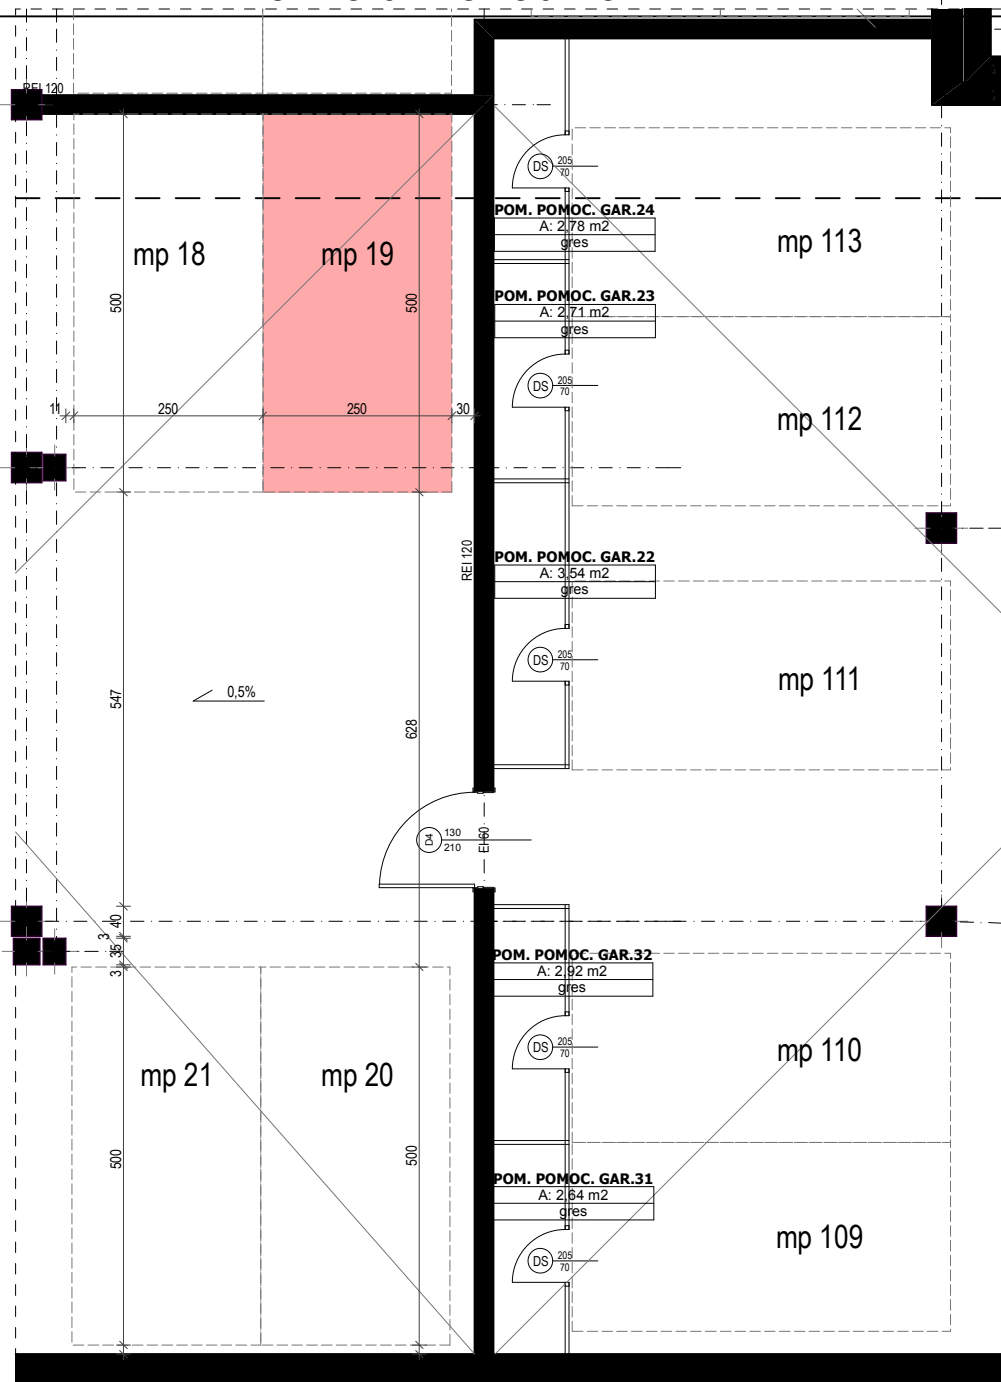 REI 120
DS 205
70
POM. POMOC. GAR.24
A: 2,78 m2
gres
mp 18
mp 19
mp 113
POM. POMOC. GAR.23
A: 2,71 m2
gres
500
500
DS 205
70
11
250
250
30
mp 112
REI 120
POM. POMOC. GAR.22
A: 3,54 m2
gres
DS 205
70
mp 111
0,5%
547
628
D4 130
210
EI 60
40
3
35
3
POM. POMOC. GAR.32
A: 2,92 m2
gres
DS 205
70
mp 110
mp 21
mp 20
500
500
POM. POMOC. GAR.31
A: 2,64 m2
gres
mp 109
DS 205
70